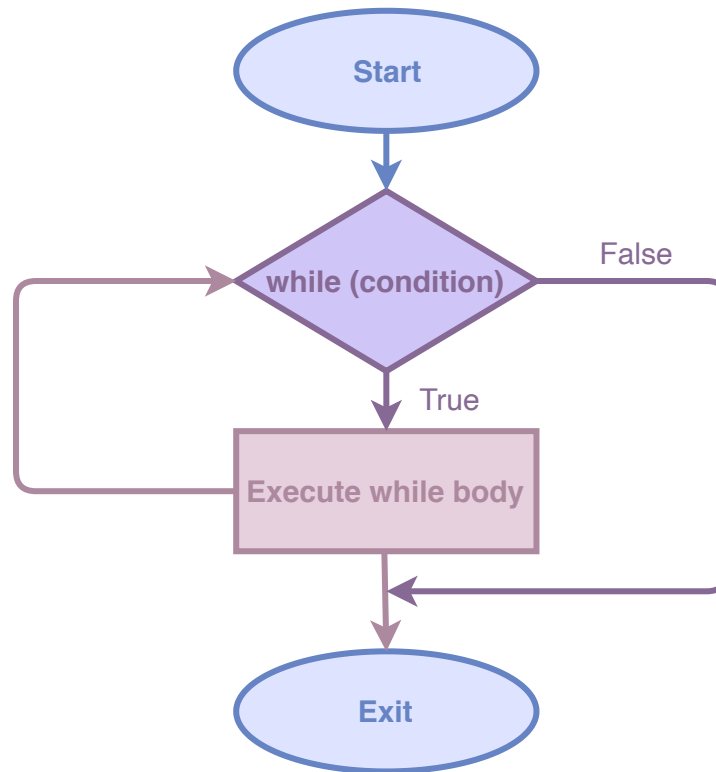 Start
False
while (condition)
True
Execute while body
Exit